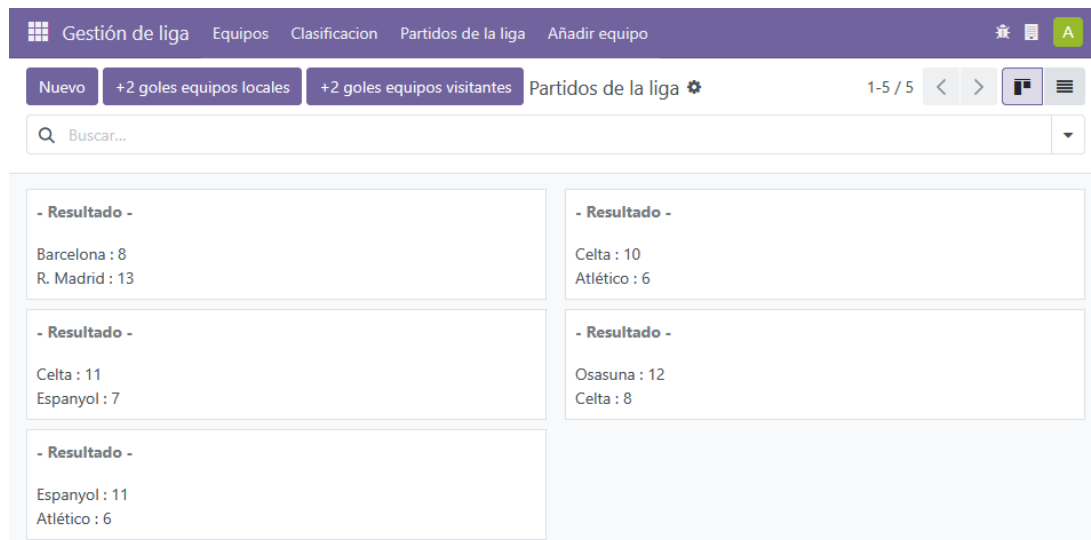 Gestión de liga Equipos Clasificacion Partidos de la liga Añadir equipo A
Nuevo +2 goles equipos locales +2 goles equipos visitantes Partidos de la liga 1-5 / 5
Buscar...
- Resultado -
Barcelona : 8
R. Madrid : 13
- Resultado -
Celta : 10
Atlético : 6
- Resultado -
Celta : 11
Espanyol : 7
- Resultado -
Osasuna : 12
Celta : 8
- Resultado -
Espanyol : 11
Atlético : 6